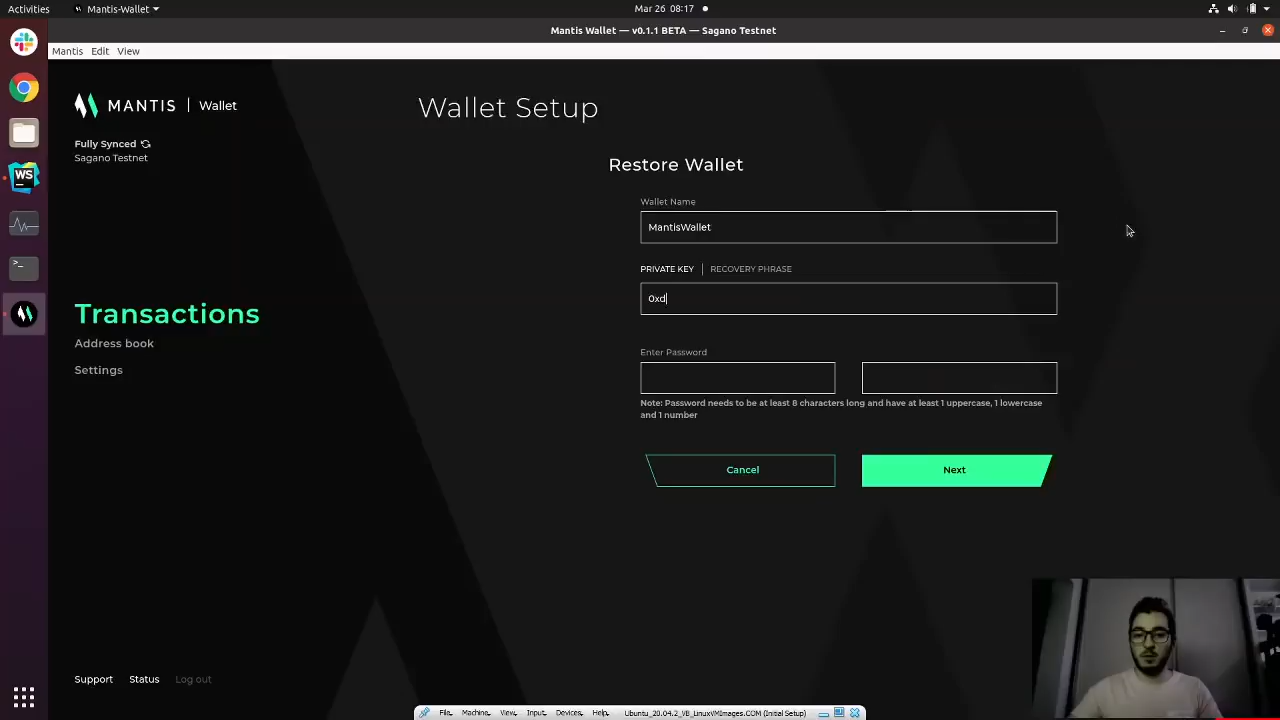 Activities
Mantis-Wallet
Mar 26 08:17
Mantis Wallet — v0.1.1 BETA — Sagano Testnet
Mantis Edit View
MANTIS | Wallet
Fully Synced
Sagano Testnet
Transactions
Address book
Settings
Wallet Setup
Restore Wallet
Wallet Name
MantisWallet
PRIVATE KEY | RECOVERY PHRASE
0xd
Enter Password
Note: Password needs to be at least 8 characters long and have at least 1 uppercase, 1 lowercase
and 1 number
Cancel
Next
Support Status Log out
WS
>_
File Machine View Input Devices Help Ubuntu_20.04.2_VB_LinuxVMImages.COM (Initial Setup)